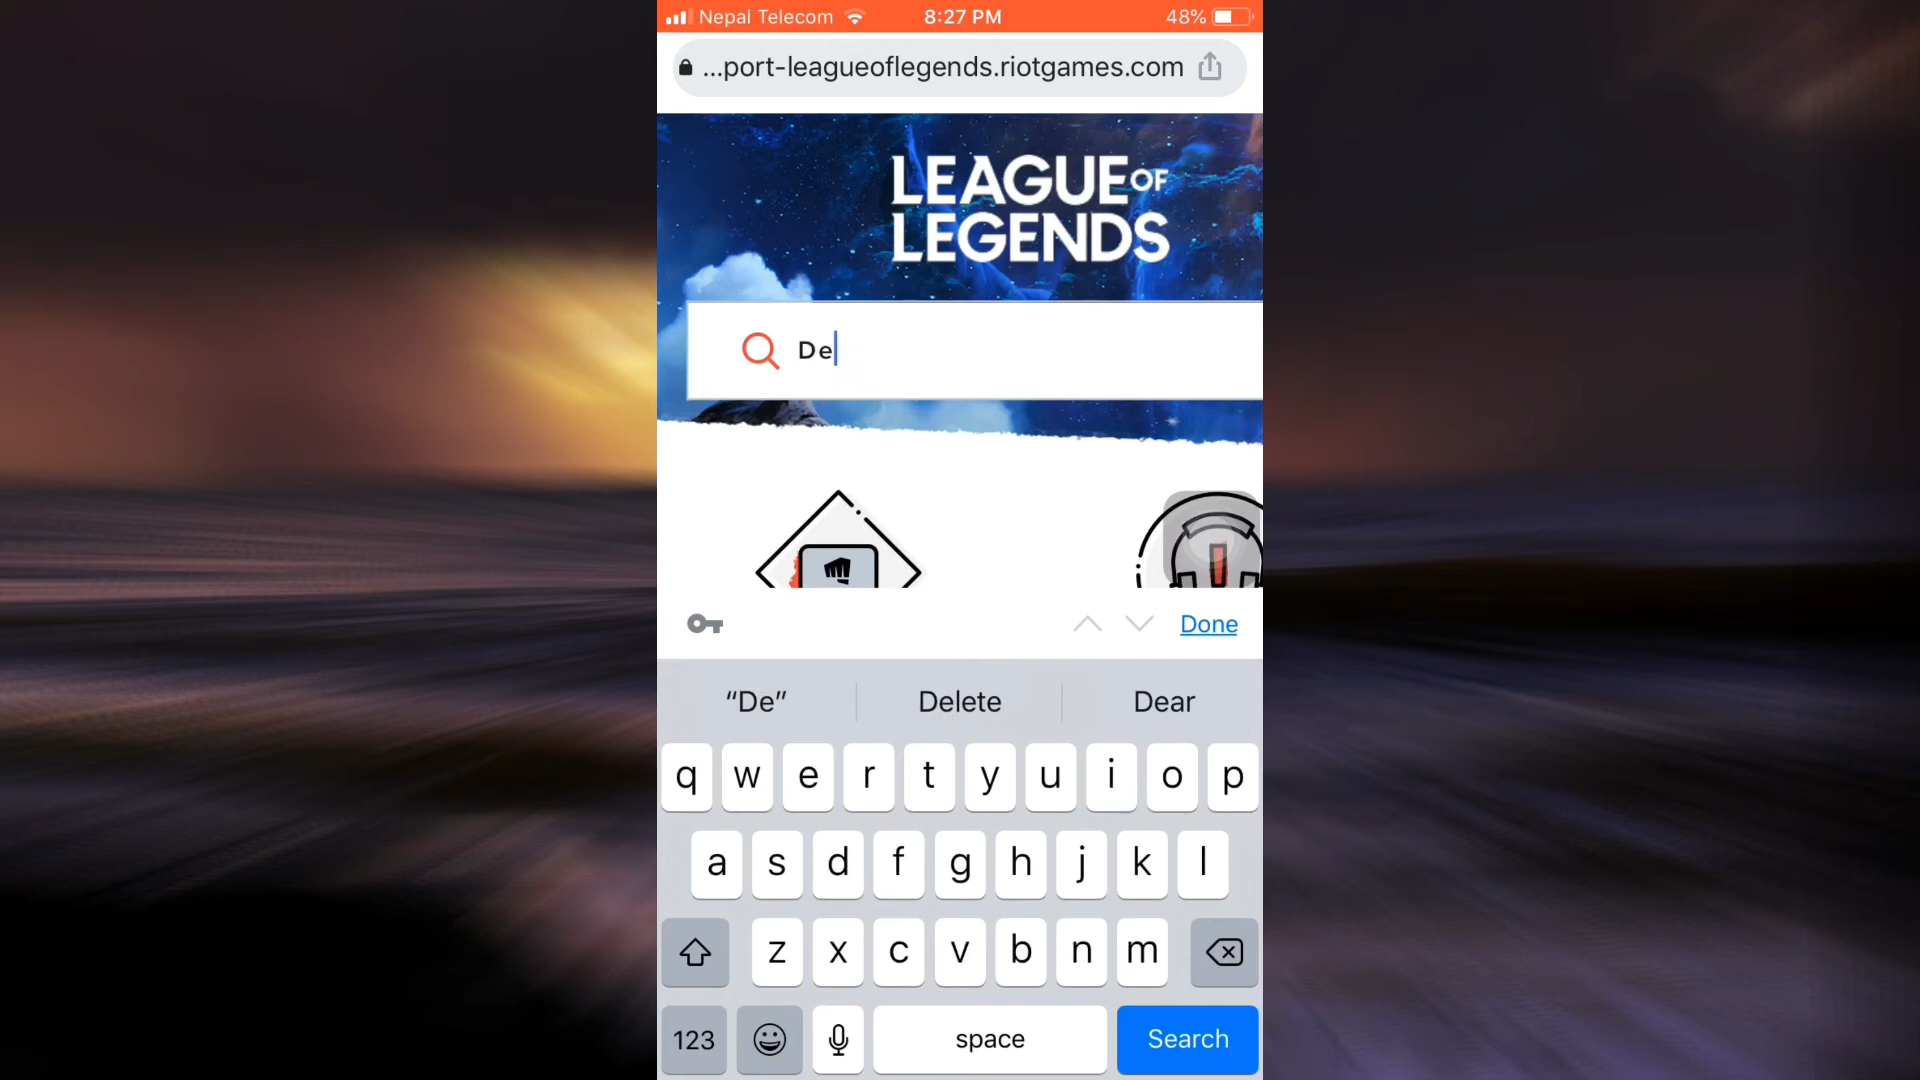 Nepal Telecom 8:27 PM 48%
...port-leagueoflegends.riotgames.com
LEAGUE OF
LEGENDS
De
Done
“De” Delete Dear
q w e r t y u i o p
a s d f g h j k l
z x c v b n m
123 space Search